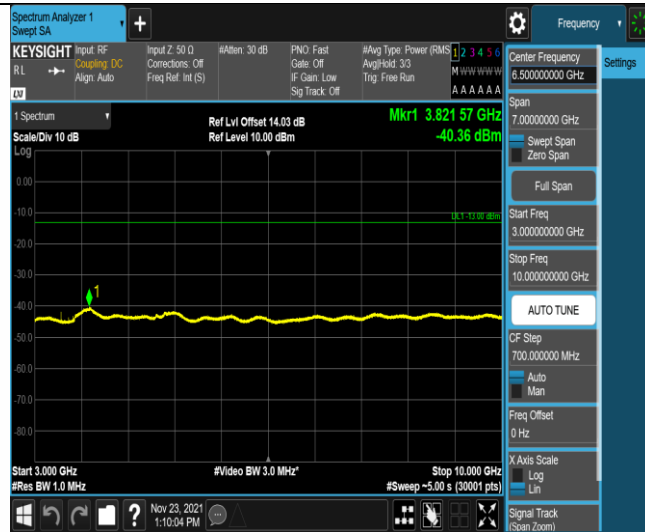 Spectrum Analyzer 1
Swept SA
Frequency
KEYSIGHT
RL
LXI
Input: RF
Coupling: DC
Align: Auto
Input Z: 50 Ω
Corrections: Off
Freq Ref: Int (S)
#Atten: 30 dB
PNO: Fast
Gate: Off
IF Gain: Low
Sig Track: Off
#Avg Type: Power (RMS
Avg|Hold: 3/3
Trig: Free Run
1 2 3 4 5 6
M W W W W W
A A A A A A
1 Spectrum
Scale/Div 10 dB
Log
Ref Lvl Offset 14.03 dB
Ref Level 10.00 dBm
Mkr1 3.821 57 GHz
-40.36 dBm
0.00
-10.0
DL1 -13.00 dBm
-20.0
-30.0
1
-40.0
-50.0
-60.0
-70.0
-80.0
Start 3.000 GHz
#Res BW 1.0 MHz
#Video BW 3.0 MHz*
Stop 10.000 GHz
#Sweep ~5.00 s (30001 pts)
Nov 23, 2021
1:10:04 PM
Center Frequency
6.500000000 GHz
Settings
Span
7.00000000 GHz
Swept Span
Zero Span
Full Span
Start Freq
3.000000000 GHz
Stop Freq
10.000000000 GHz
AUTO TUNE
CF Step
700.000000 MHz
Auto
Man
Freq Offset
0 Hz
X Axis Scale
Log
Lin
Signal Track
(Span Zoom)